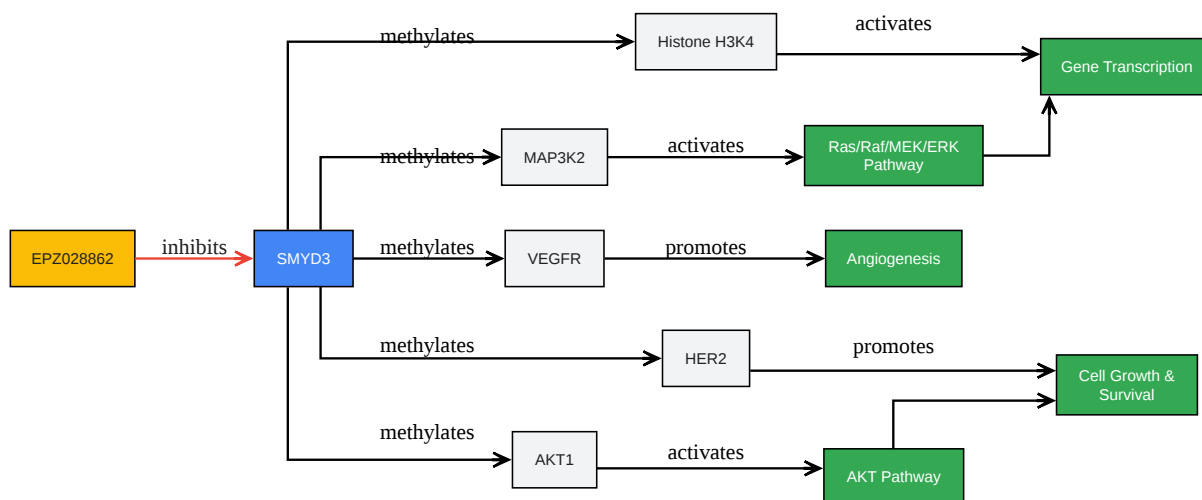 methylates
Histone H3K4
activates
Gene Transcription
methylates
MAP3K2
activates
Ras/Raf/MEK/ERK
Pathway
EPZ028862
inhibits
SMYD3
methylates
VEGFR
promotes
Angiogenesis
methylates
HER2
promotes
Cell Growth &
Survival
methylates
AKT1
activates
AKT Pathway